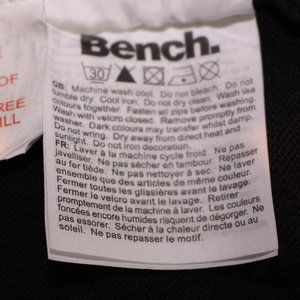 E
OF
REE
ILL
Bench.
30
GB: Machine wash cool. Do not bleach. Do not
tumble dry. Cool iron. Do not dry clean. Wash like
colours together. Fasten all zips before washing.
Wash with velcro closed. Remove promptly from
washer. Dark colours may transfer whilst damp.
Do not wring. Dry away from direct heat and
sunlight. Do not iron decoration.
FR: Laver à la machine cycle froid. Ne pas
javelliser. Ne pas sécher en tambour. Repasser
au fer tiède. Ne pas nettoyer à sec. Ne laver
ensemble que des articles de même couleur.
Fermer toutes les glissières avant le lavage.
Fermer le velcro avant le lavage. Retirer
promptement de la machine à laver. Les couleurs
foncées encore humides risquent de dégorger. Ne
pas essorer. Sécher à la chaleur directe ou au
soleil. Ne pas repasser le motif.